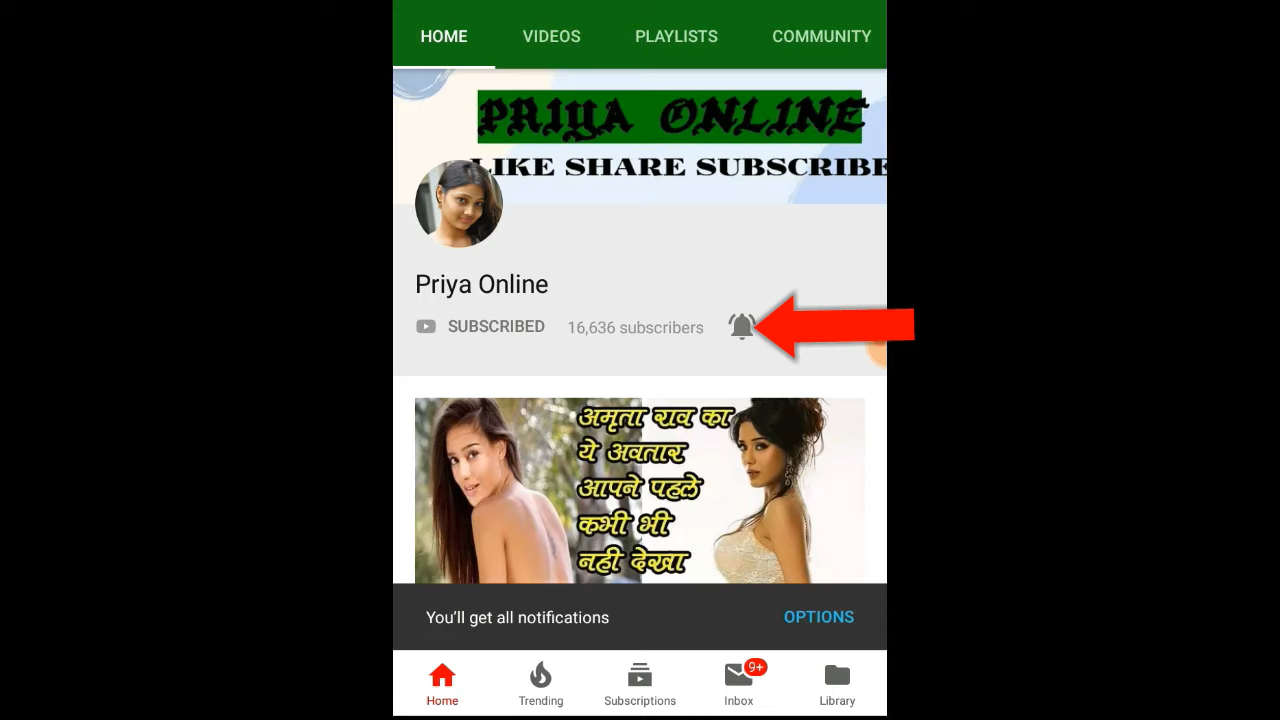 HOME VIDEOS PLAYLISTS COMMUNITY
PRIYA ONLINE
LIKE SHARE SUBSCRIBE
Priya Online
SUBSCRIBED 16,636 subscribers
अमृता राव का
ये अवतार
आपने पहले
कभी भी
नही देखा
You'll get all notifications OPTIONS
9+
Home Trending Subscriptions Inbox Library